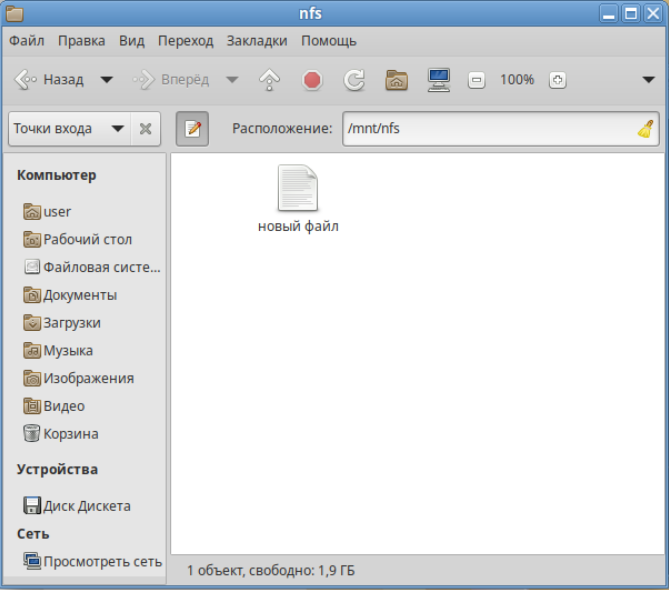 nfs
Файл Правка Вид Переход Закладки Помощь
Назад Вперёд 100%
Точки входа Расположение: /mnt/nfs
Компьютер
user
Рабочий стол
Файловая систе...
Документы
Загрузки
Музыка
Изображения
Видео
Корзина
Устройства
Диск Дискета
Сеть
Просмотреть сеть
новый файл
1 объект, свободно: 1,9 ГБ